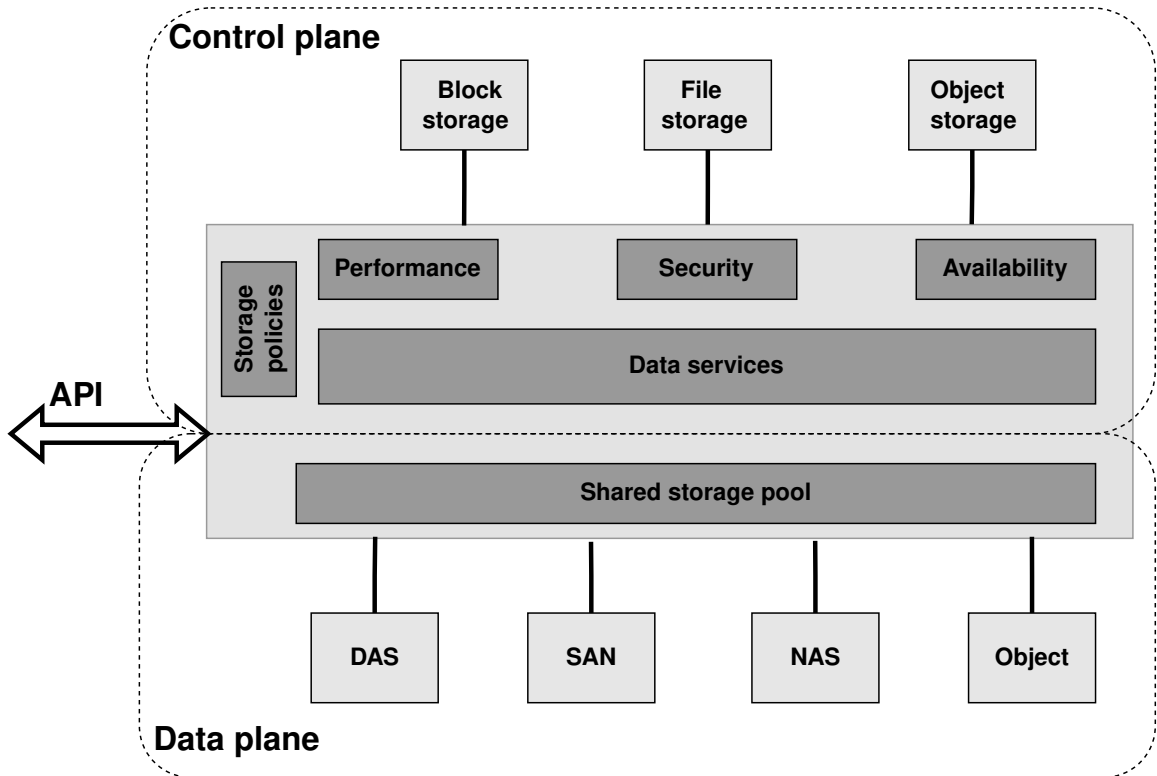 Control plane
Block
storage
File
storage
Object
storage
Performance
Security
Availability
Storage
policies
Data services
API
Shared storage pool
DAS
SAN
NAS
Object
Data plane